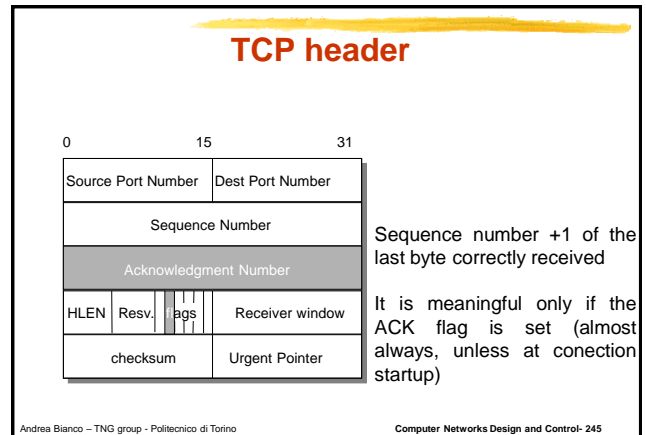 TCP header
0 15 31
Source Port Number Dest Port Number
Sequence Number
Acknowledgment Number
HLEN Resv. flags Receiver window
checksum Urgent Pointer
Sequence number +1 of the
last byte correctly received
It is meaningful only if the
ACK flag is set (almost
always, unless at conection
startup)
Andrea Bianco – TNG group - Politecnico di Torino
Computer Networks Design and Control- 245